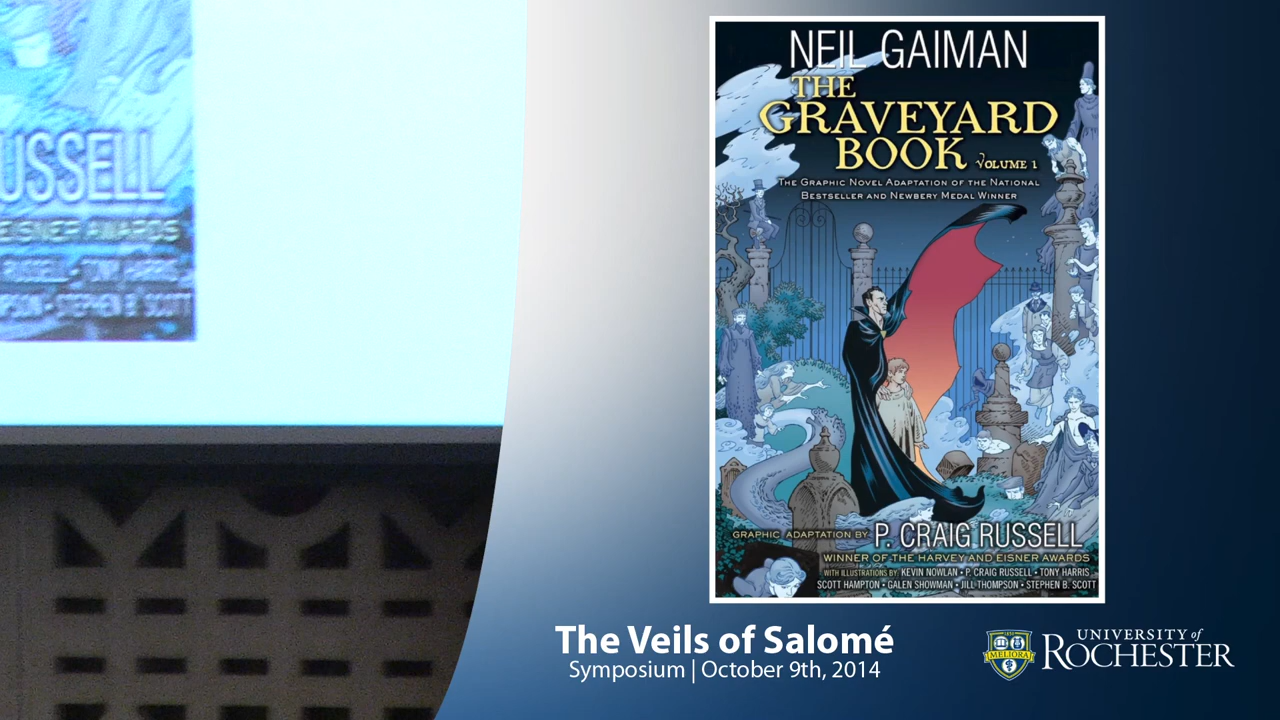 USSELL
EISNER AWARDS
RUSSELL • TONY HARRIS
PSON • STEPHEN B. SCOTT
NEIL GAIMAN
THE
GRAVEYARD
BOOK VOLUME 1
THE GRAPHIC NOVEL ADAPTATION OF THE NATIONAL
BESTSELLER AND NEWBERY MEDAL WINNER
GRAPHIC ADAPTATION BY P. CRAIG RUSSELL
WINNER OF THE HARVEY AND EISNER AWARDS
WITH ILLUSTRATIONS BY: KEVIN NOWLAN • P. CRAIG RUSSELL • TONY HARRIS
SCOTT HAMPTON • GALEN SHOWMAN • JILL THOMPSON • STEPHEN B. SCOTT
The Veils of Salomé
Symposium | October 9th, 2014
MELIORA
UNIVERSITY of
ROCHESTER